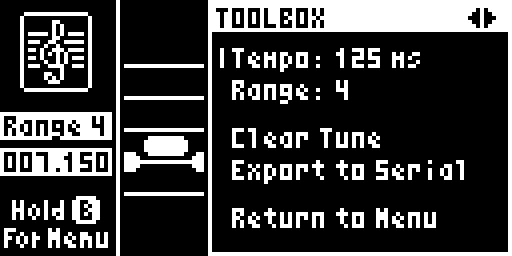 Range 4
007.150
Hold B
For Menu
TOOLBOX
Tempo: 125 ms
Range: 4
Clear Tune
Export to Serial
Return to Menu